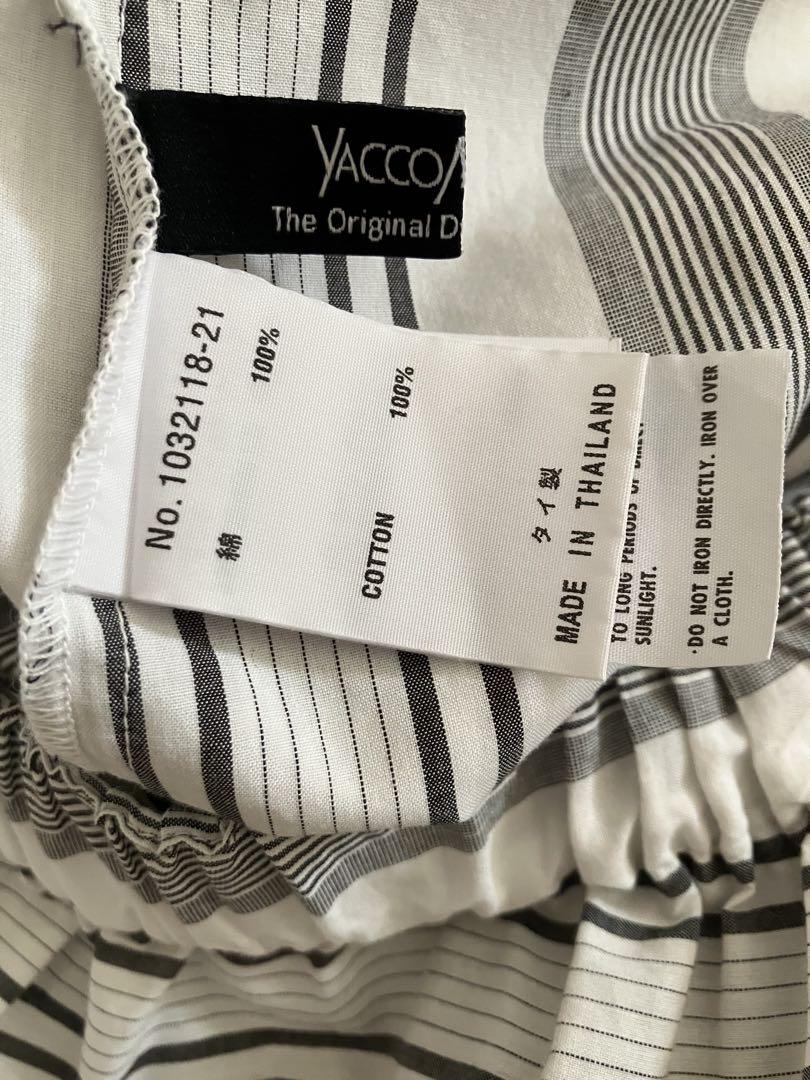 YACCO
The Original D
No. 1032118-21
綿 100%
COTTON 100%
タイ製
MADE IN THAILAND
TO LONG PERIODS OF DIRECT
SUNLIGHT.
·DO NOT IRON DIRECTLY. IRON OVER
A CLOTH.